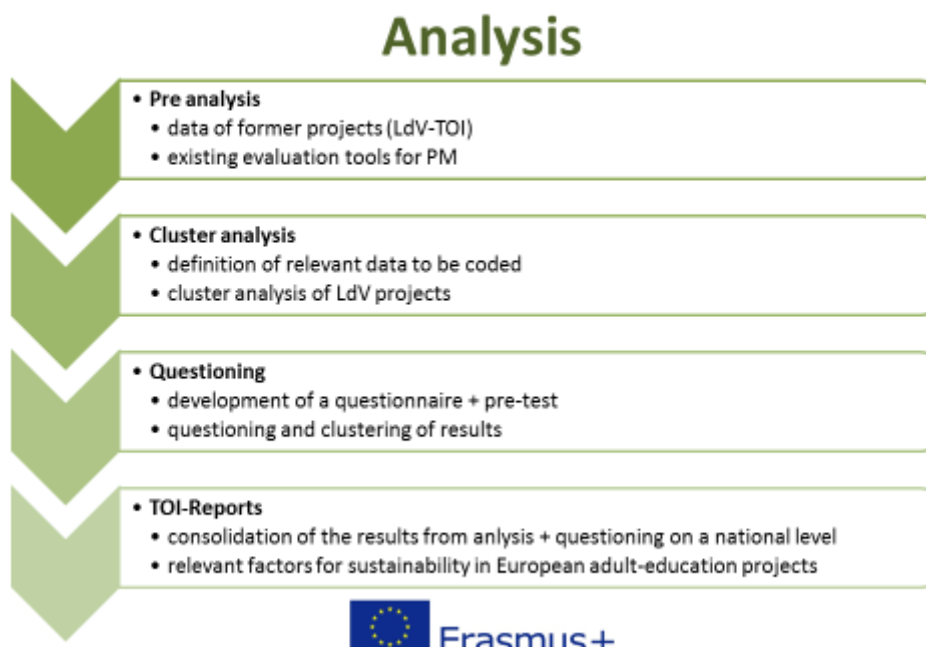 Analysis
• Pre analysis
• data of former projects (LdV-TOI)
• existing evaluation tools for PM
• Cluster analysis
• definition of relevant data to be coded
• cluster analysis of LdV projects
• Questioning
• development of a questionnaire + pre-test
• questioning and clustering of results
• TOI-Reports
• consolidation of the results from anlysis + questioning on a national level
• relevant factors for sustainability in European adult-education projects
Erasmus+